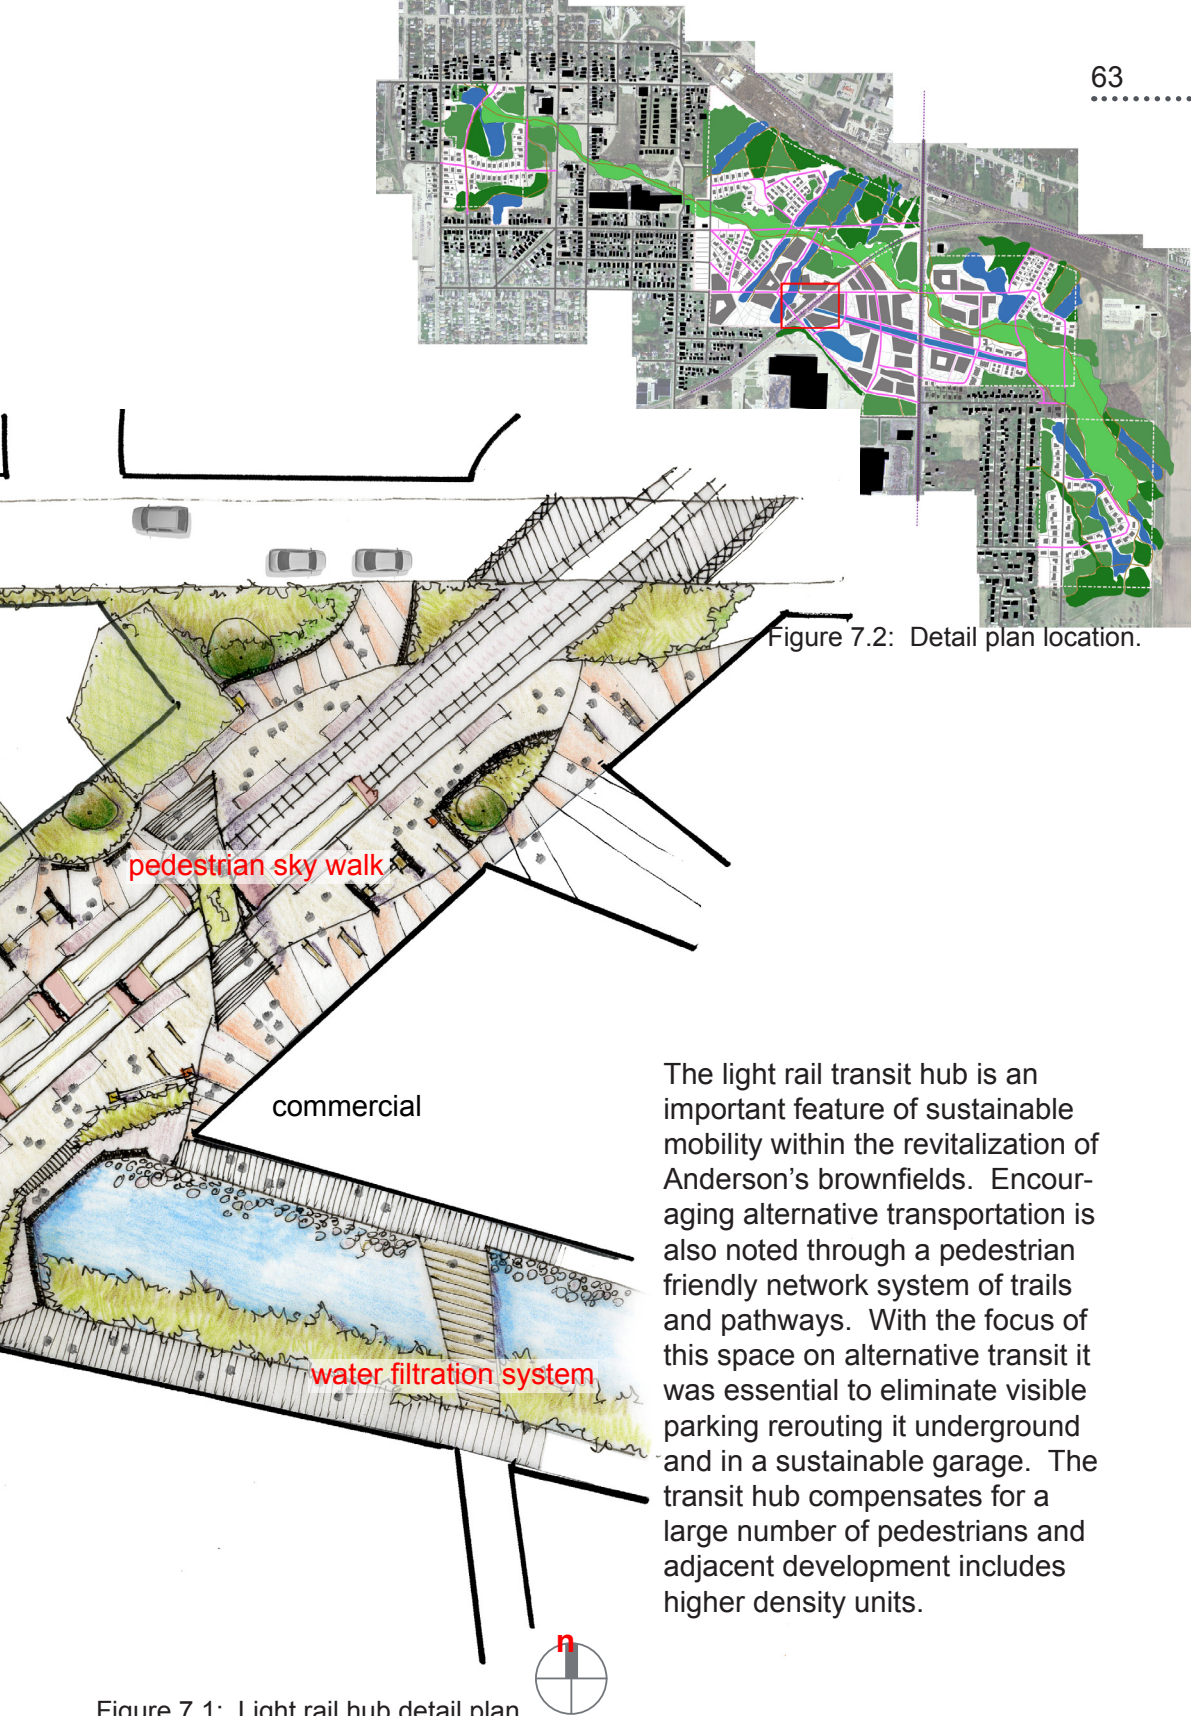 63
Figure 7.2:  Detail plan location.
pedestrian sky walk
commercial
The light rail transit hub is an
important feature of sustainable
mobility within the revitalization of
Anderson’s brownfields.  Encour-
aging alternative transportation is
also noted through a pedestrian
friendly network system of trails
and pathways.  With the focus of
this space on alternative transit it
was essential to eliminate visible
parking rerouting it underground
and in a sustainable garage.  The
transit hub compensates for a
large number of pedestrians and
adjacent development includes
higher density units.
water filtration system
n
Figure 7.1:  Light rail hub detail plan